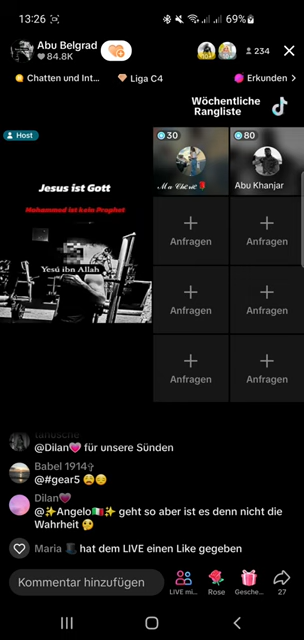 13:26
69%
Abu Belgrad
84.8K
234
Chatten und Int...
Liga C4
Erkunden >
Wöchentliche
Rangliste
Host
30
80
Jesus ist Gott
Mohammed ist kein Prophet
Yesú ibn Allah
Abu Khanjar
+
+
Anfragen
Anfragen
+
+
Anfragen
Anfragen
+
+
Anfragen
Anfragen
@Dilan💗 für unsere Sünden
Babel 1914✞
@#gear5 😩😔
Dilan💗
@✨Angelo🇮🇹✨ geht so aber ist es denn nicht die
Wahrheit 🤔
Maria 🎩 hat dem LIVE einen Like gegeben
Kommentar hinzufügen
LIVE mi...
Rose
Gesche...
27